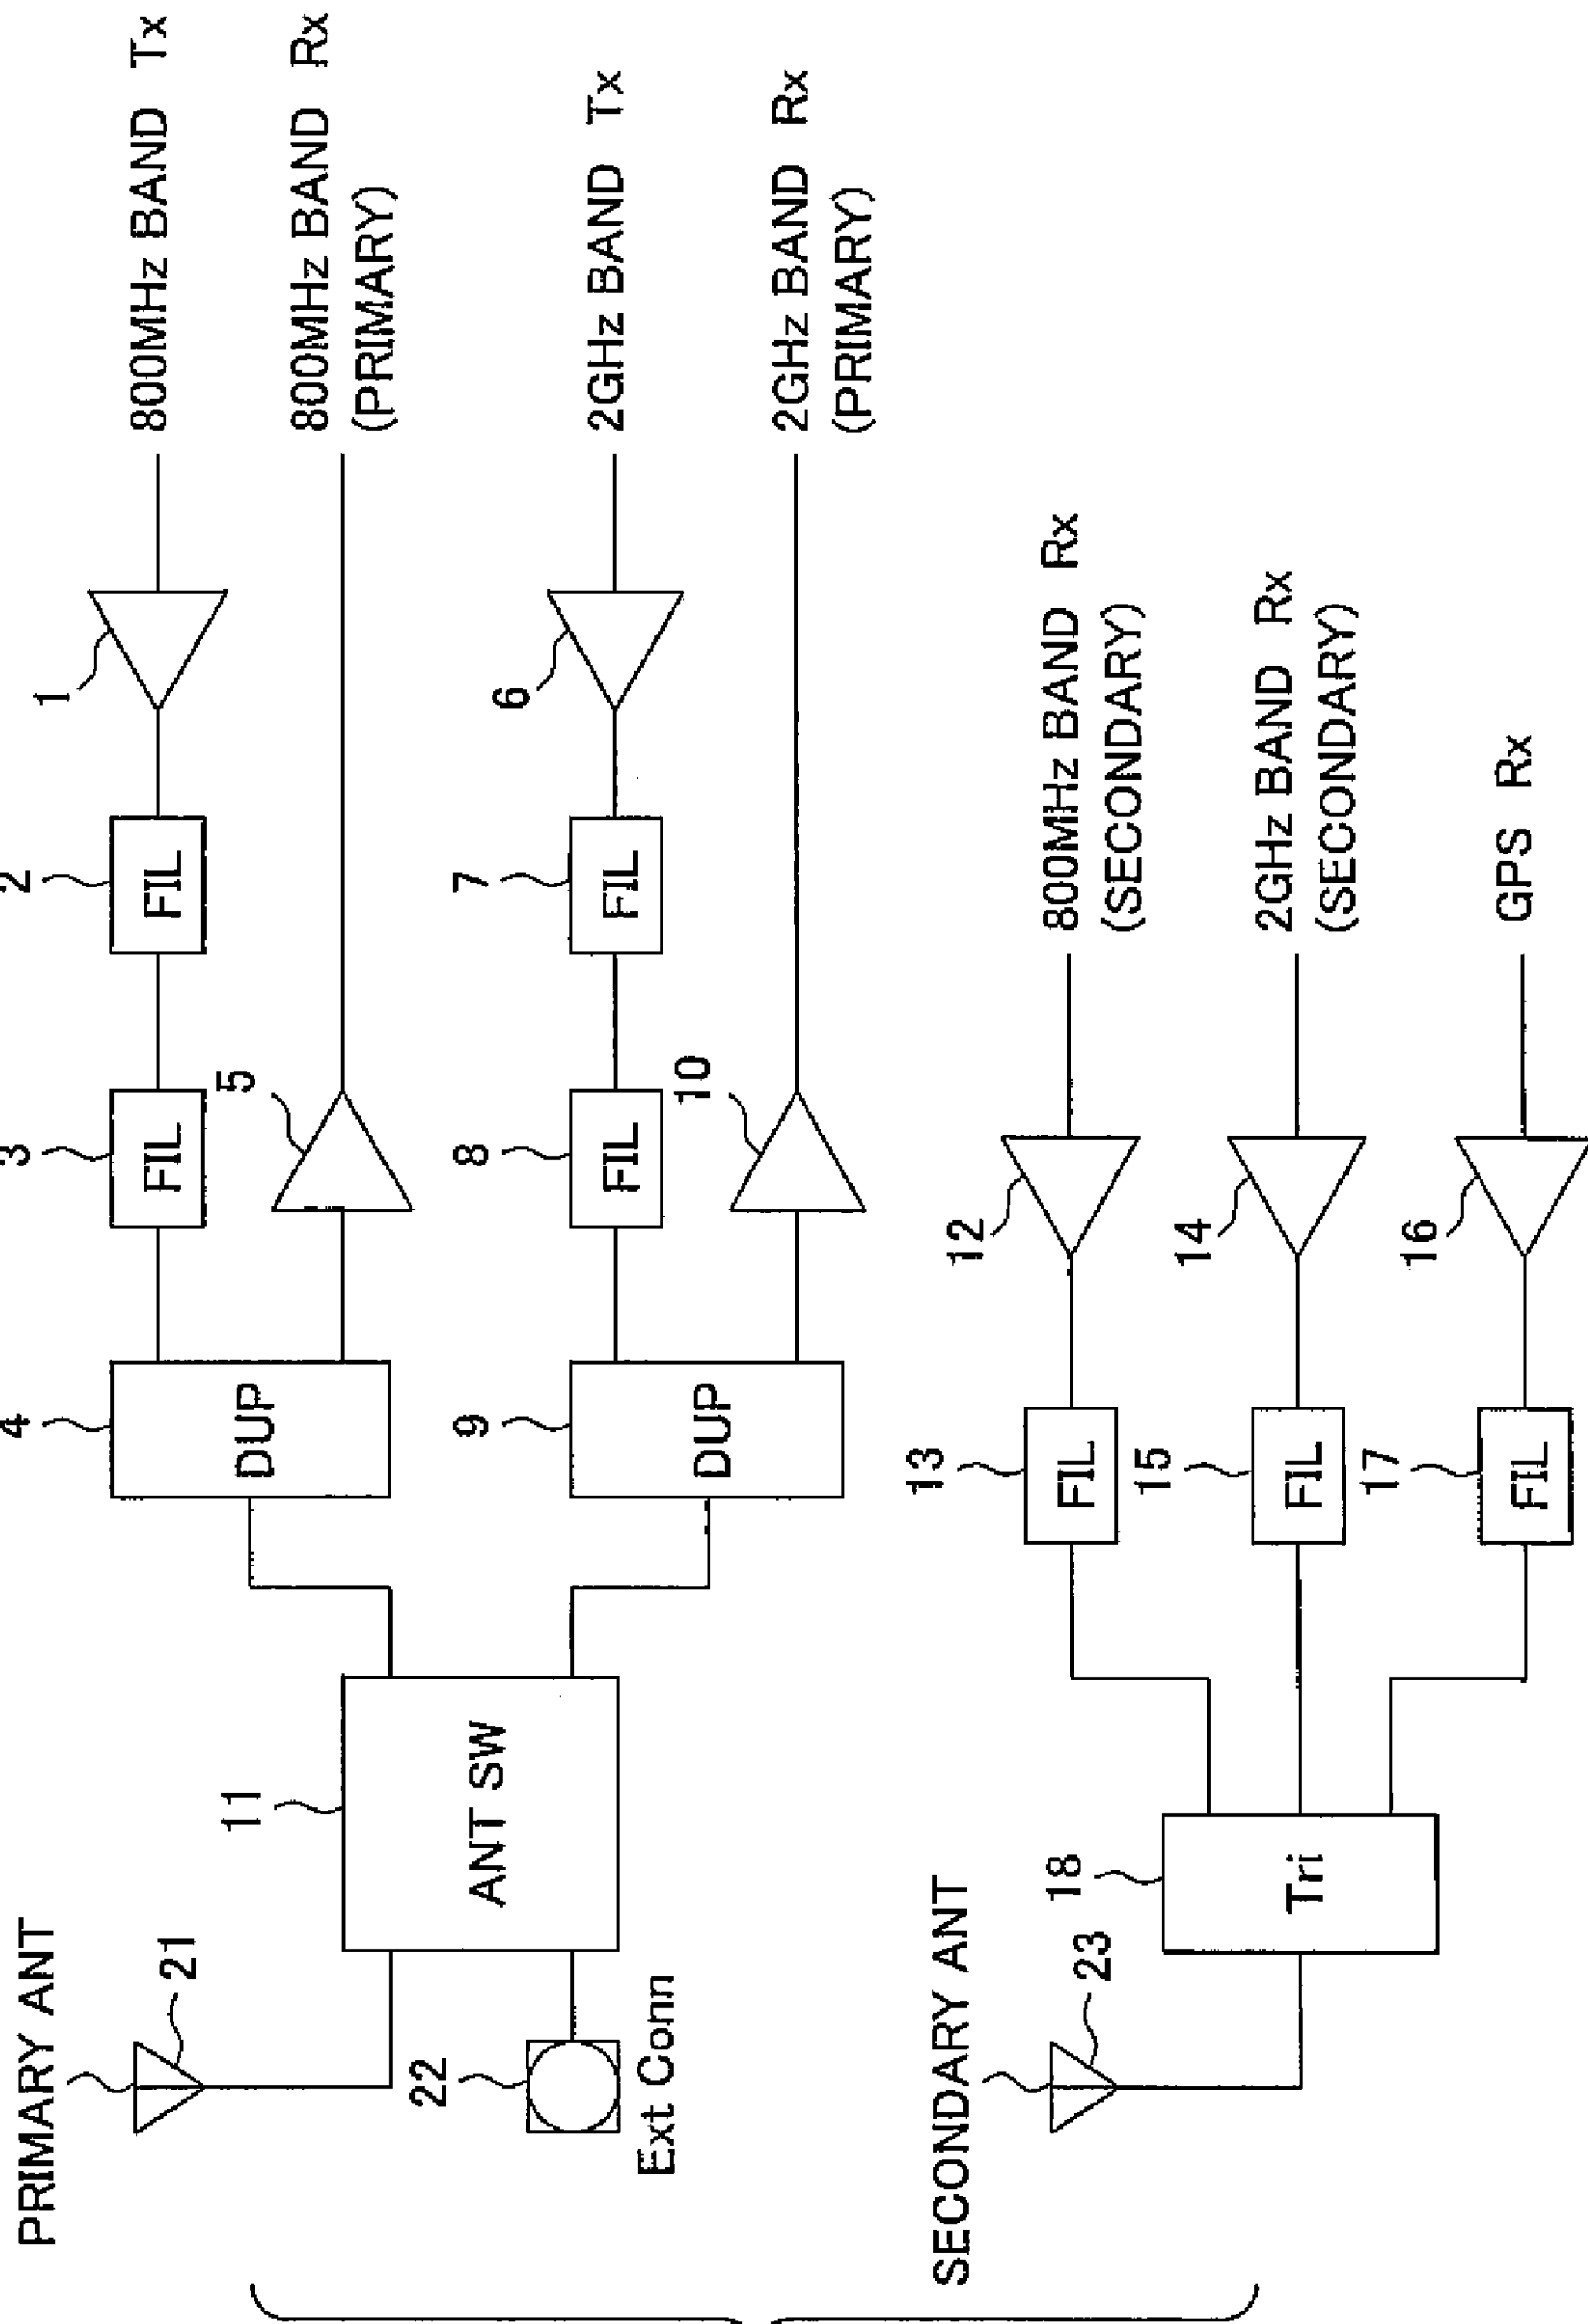 PRIMARY ANT
21
22
Ext Conn
11
ANT SW
4
DUP
3
FIL
2
FIL
1
800MHz BAND Tx
5
800MHz BAND Rx
(PRIMARY)
9
DUP
8
FIL
7
FIL
6
2GHz BAND Tx
10
2GHz BAND Rx
(PRIMARY)
SECONDARY ANT
23
18
Tri
13
FIL
12
800MHz BAND Rx
(SECONDARY)
15
FIL
14
2GHz BAND Rx
(SECONDARY)
17
FIL
16
GPS Rx